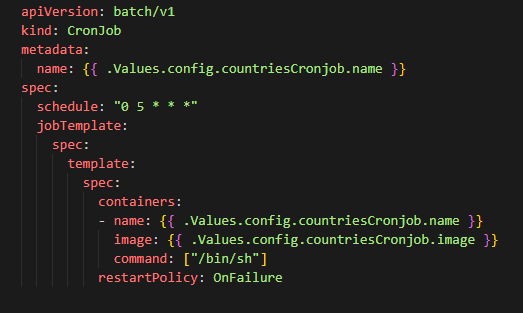 apiVersion: batch/v1
kind: CronJob
metadata:
  name: {{ .Values.config.countriesCronjob.name }}
spec:
  schedule: "0 5 * * *"
  jobTemplate:
    spec:
      template:
        spec:
          containers:
          - name: {{ .Values.config.countriesCronjob.name }}
            image: {{ .Values.config.countriesCronjob.image }}
            command: ["/bin/sh"]
          restartPolicy: OnFailure